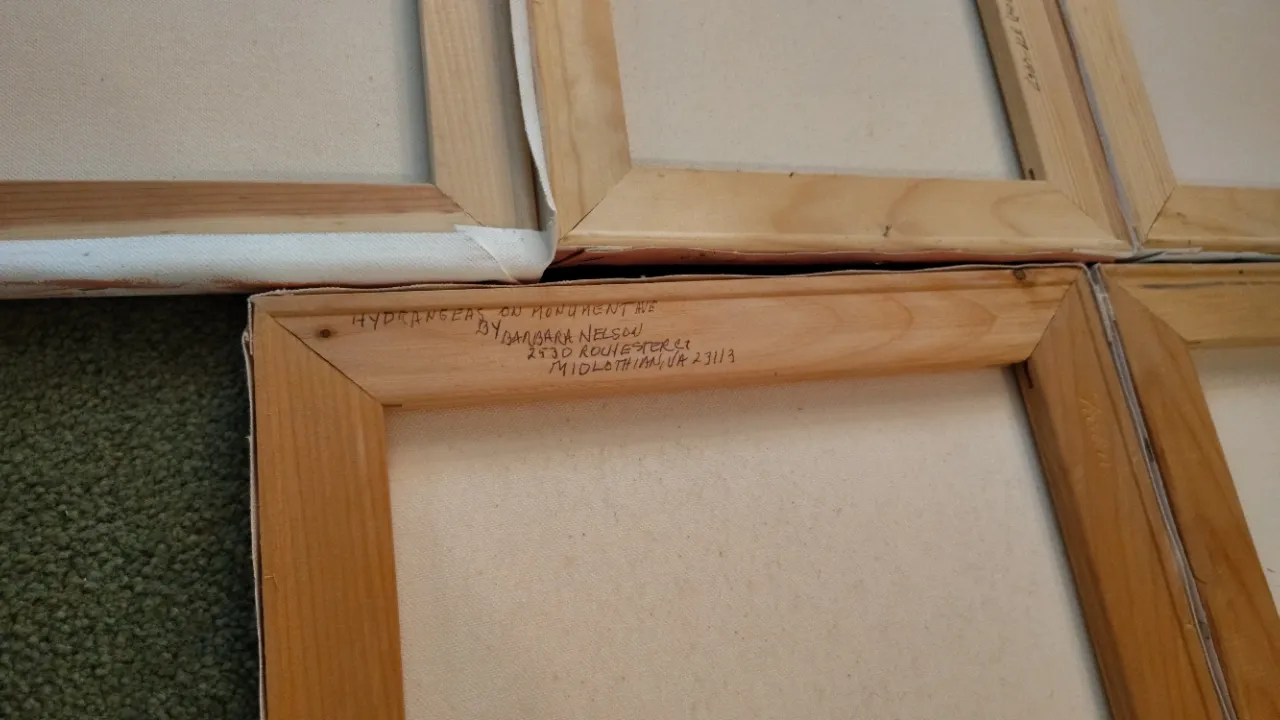 HYDRANGEAS ON MONUMENT AVE
BY BARBARA NELSON
2530
MIDLOTHIAN, VA 23113